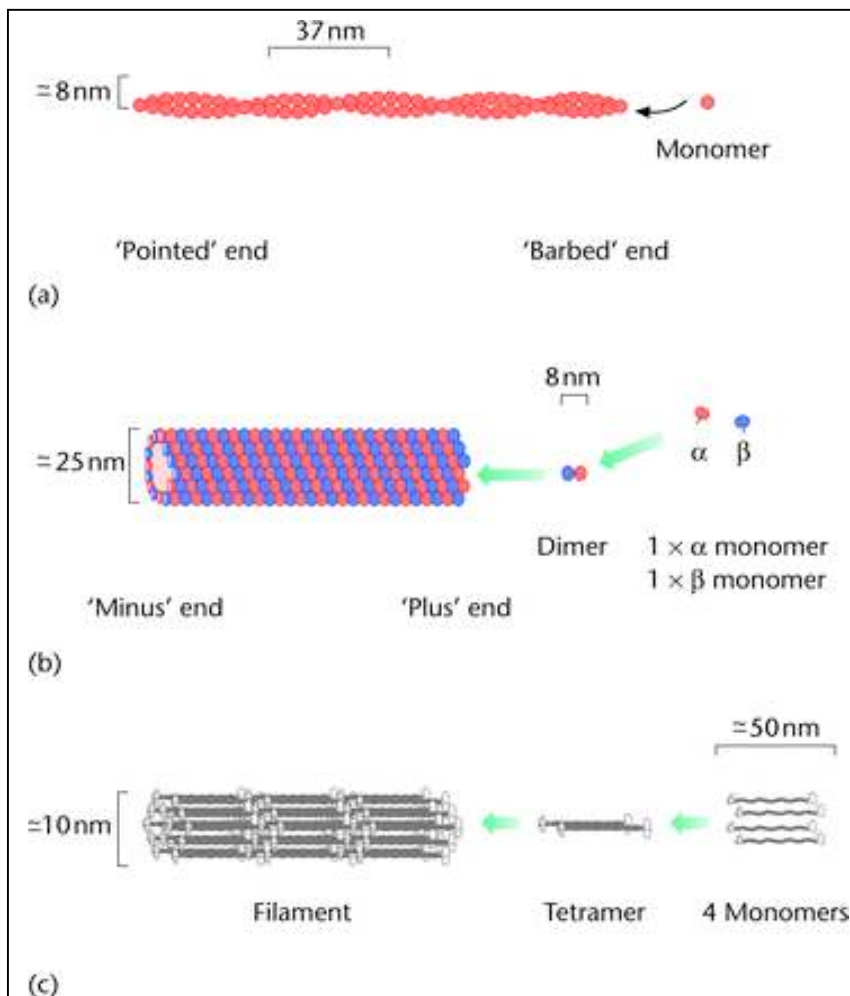 37 nm
≃8 nm
Monomer
'Pointed' end
'Barbed' end
(a)
8 nm
≃25 nm
α
β
Dimer
1 × α monomer
1 × β monomer
'Minus' end
'Plus' end
(b)
≃50 nm
≃10 nm
Filament
Tetramer
4 Monomers
(c)